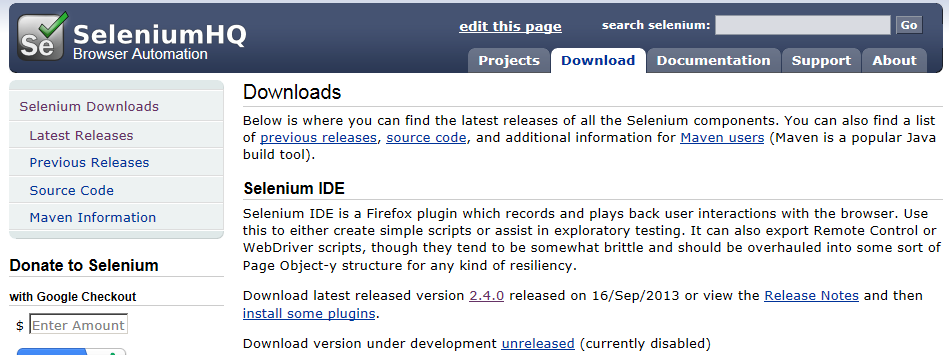 Se
SeleniumHQ
Browser Automation
edit this page
search selenium:
Go
Projects
Download
Documentation
Support
About
Selenium Downloads
Latest Releases
Previous Releases
Source Code
Maven Information
Donate to Selenium
with Google Checkout
$ Enter Amount
Downloads
Below is where you can find the latest releases of all the Selenium components. You can also find a list
of previous releases, source code, and additional information for Maven users (Maven is a popular Java
build tool).
Selenium IDE
Selenium IDE is a Firefox plugin which records and plays back user interactions with the browser. Use
this to either create simple scripts or assist in exploratory testing. It can also export Remote Control or
WebDriver scripts, though they tend to be somewhat brittle and should be overhauled into some sort of
Page Object-y structure for any kind of resiliency.
Download latest released version 2.4.0 released on 16/Sep/2013 or view the Release Notes and then
install some plugins.
Download version under development unreleased (currently disabled)